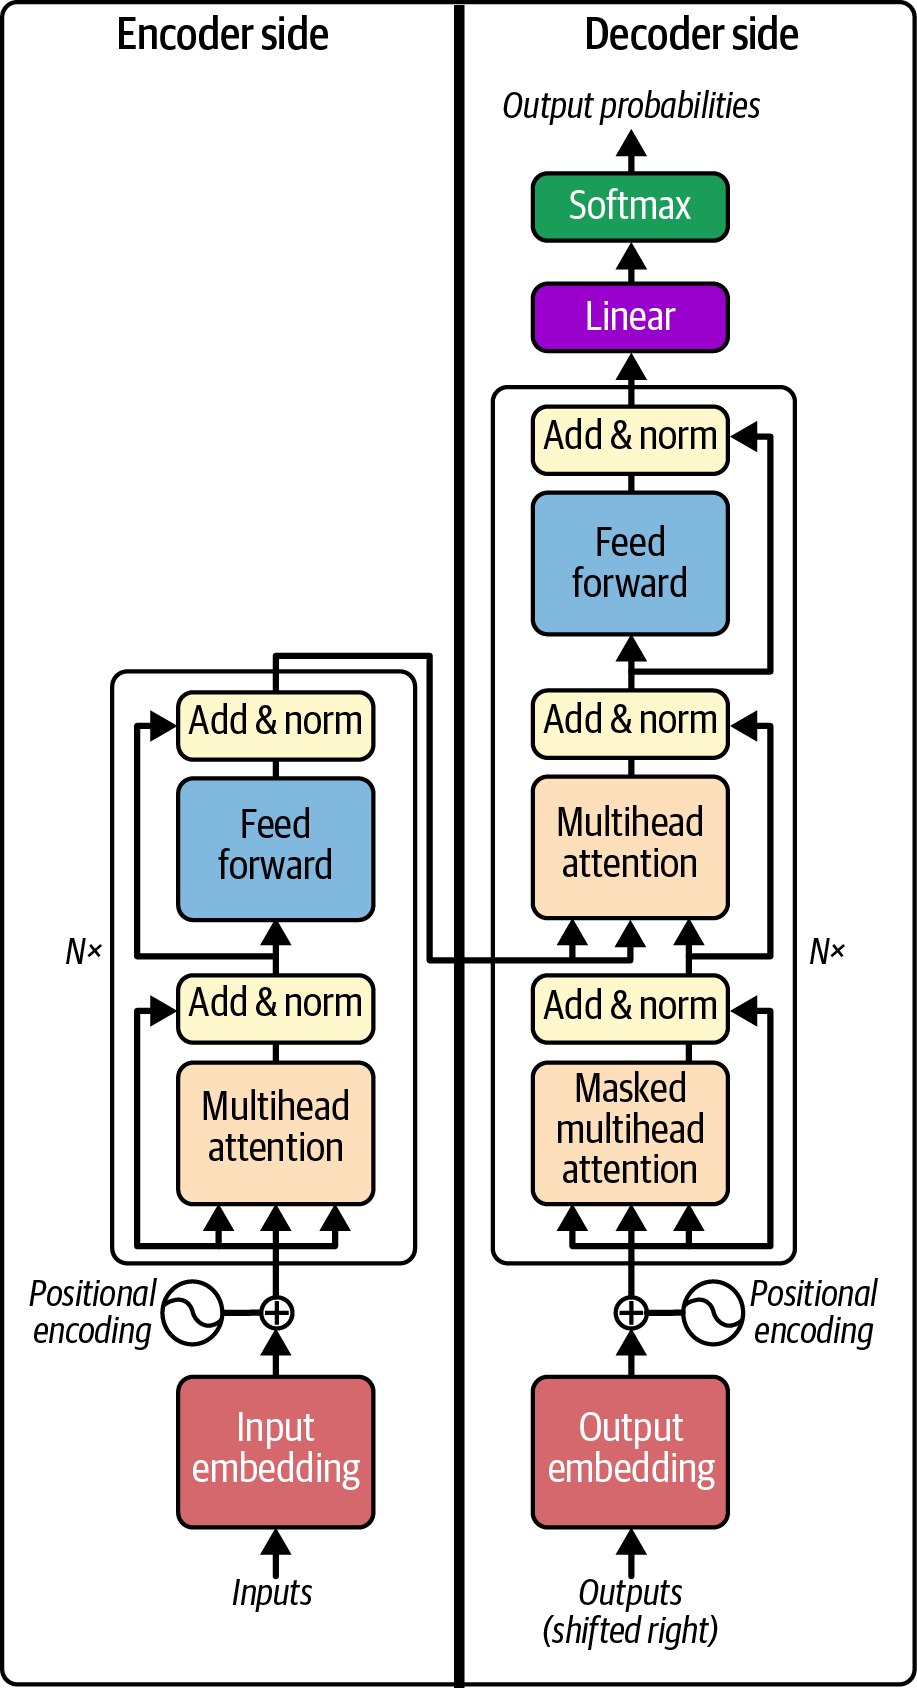 Encoder side
Add & norm
Feed
forward
N×
Add & norm
Multihead
attention
Positional
encoding
Input
embedding
Inputs
Decoder side
Output probabilities
Softmax
Linear
Add & norm
Feed
forward
Add & norm
Multihead
attention
N×
Add & norm
Masked
multihead
attention
Positional
encoding
Output
embedding
Outputs
(shifted right)